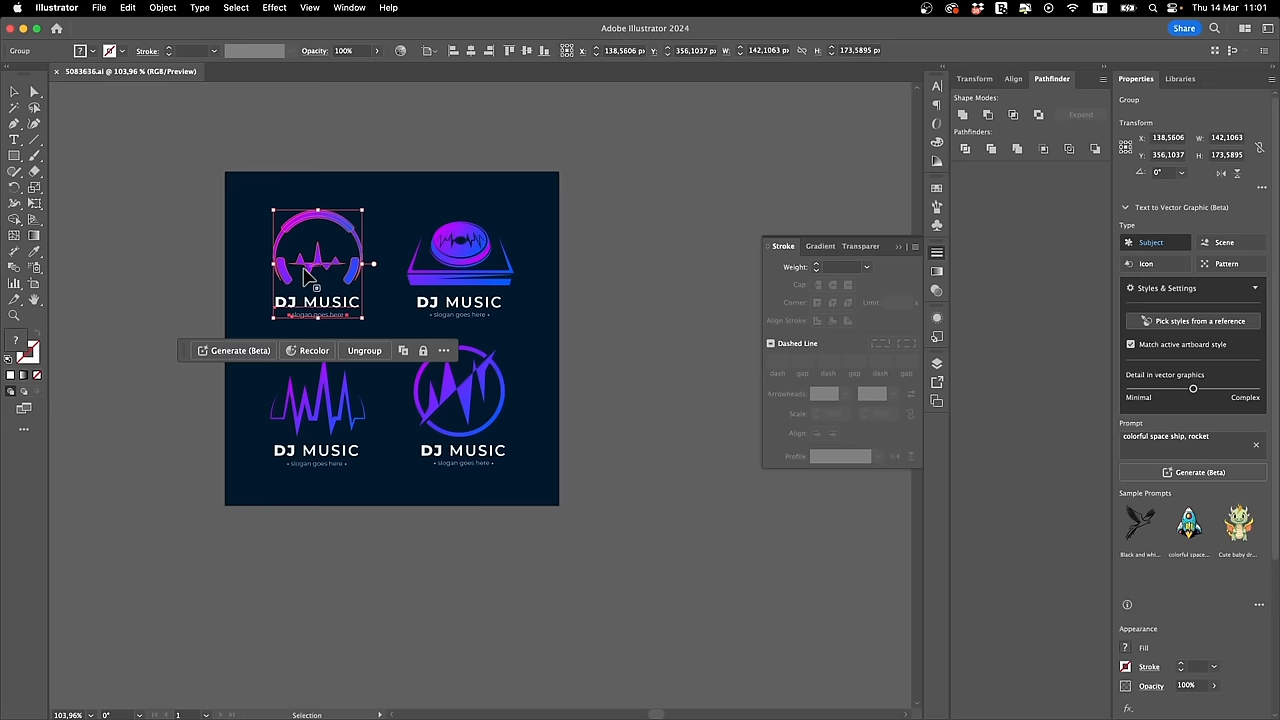 Illustrator File Edit Object Type Select Effect View Window Help
IT
Thu 14 Mar 11:01
Adobe Illustrator 2024
Share
Group
?
Stroke:
Opacity: 100%
X: 138,5606 px
Y: 356,1037 px
W: 142,1063 px
H: 173,5895 px
5083636.ai @ 103,96 % (RGB/Preview)
DJ MUSIC
• slogan goes here •
DJ MUSIC
• slogan goes here •
Generate (Beta) Recolor Ungroup
DJ MUSIC
• slogan goes here •
DJ MUSIC
• slogan goes here •
?
Stroke Gradient Transparer
Weight:
Cap:
Corner: Limit:
Align Stroke:
Dashed Line
dash gap dash gap dash gap
Arrowheads:
Scale:
Align:
Profile:
Transform Align Pathfinder
Shape Modes:
Expand
Pathfinders:
Properties Libraries
Group
Transform
X: 138,5606 W: 142,1063
Y: 356,1037 H: 173,5895
0°
Text to Vector Graphic (Beta)
Type
Subject Scene
Icon Pattern
Styles & Settings
Pick styles from a reference
Match active artboard style
Detail in vector graphics
Minimal Complex
Prompt
colorful space ship, rocket
Generate (Beta)
Sample Prompts
Black and whi... colorful space... Cute baby dr...
Appearance
? Fill
Stroke
Opacity 100%
fx.
103,96% 0° 1 Selection